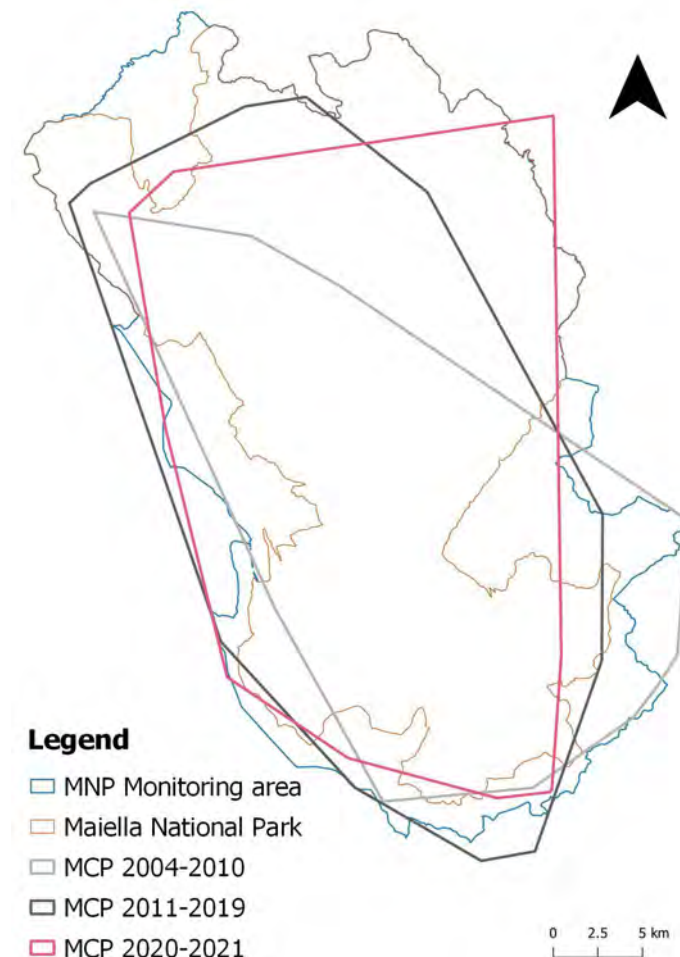 Legend
MNP Monitoring area
Maiella National Park
MCP 2004-2010
MCP 2011-2019
MCP 2020-2021
0 2.5 5 km